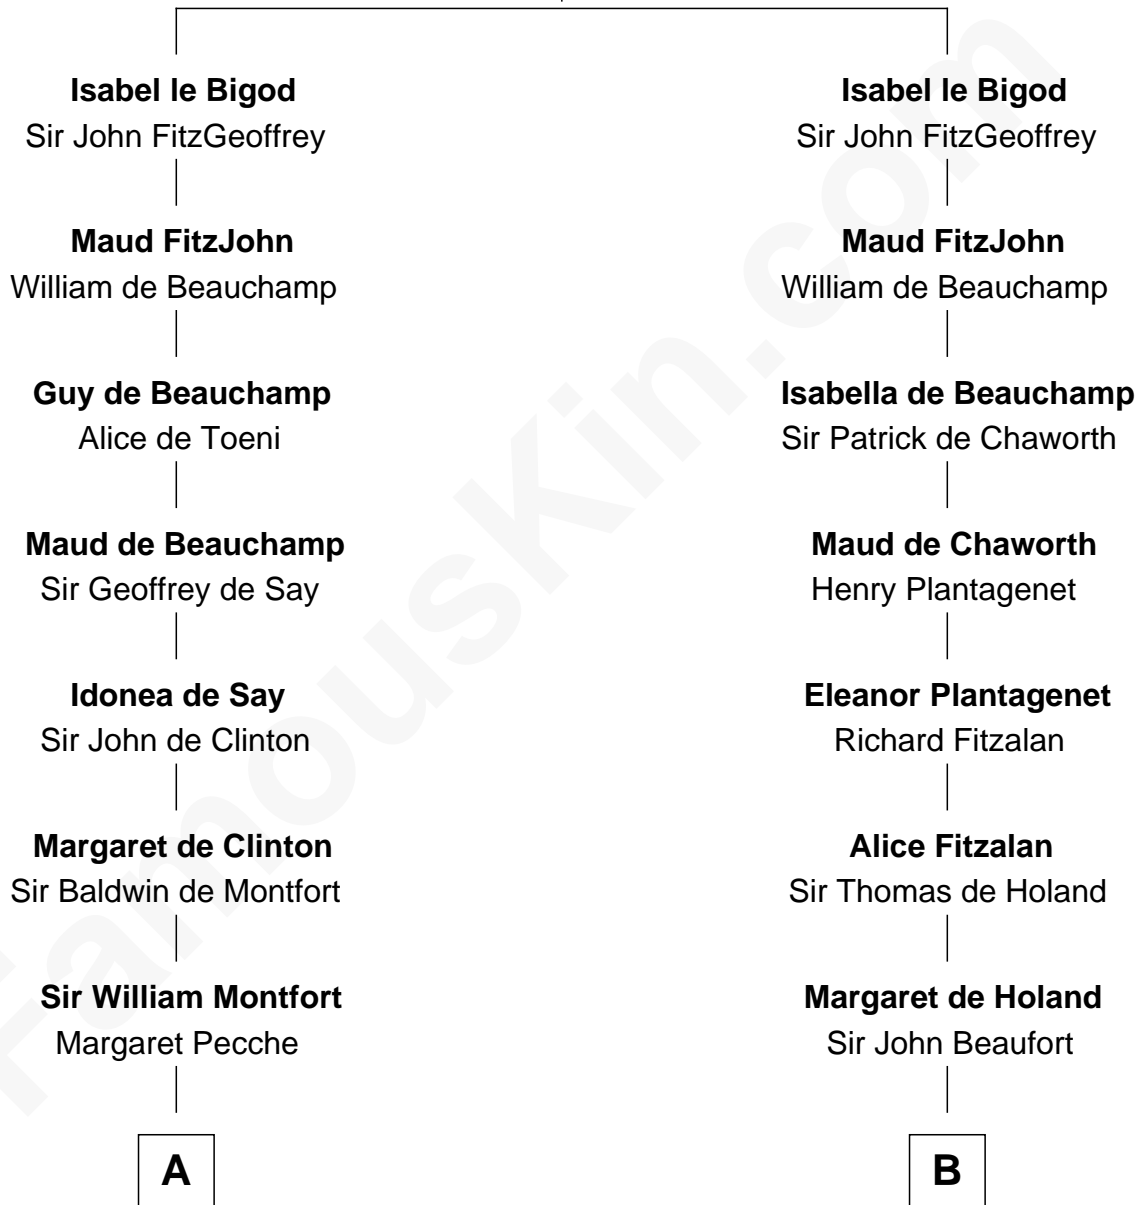 Isabel le Bigod
Sir John FitzGeoffrey
Maud FitzJohn
William de Beauchamp
Guy de Beauchamp
Alice de Toeni
Maud de Beauchamp
Sir Geoffrey de Say
Idonea de Say
Sir John de Clinton
Margaret de Clinton
Sir Baldwin de Montfort
Sir William Montfort
Margaret Pecche
A
Isabel le Bigod
Sir John FitzGeoffrey
Maud FitzJohn
William de Beauchamp
Isabella de Beauchamp
Sir Patrick de Chaworth
Maud de Chaworth
Henry Plantagenet
Eleanor Plantagenet
Richard Fitzalan
Alice Fitzalan
Sir Thomas de Holand
Margaret de Holand
Sir John Beaufort
B
FamousKin.com